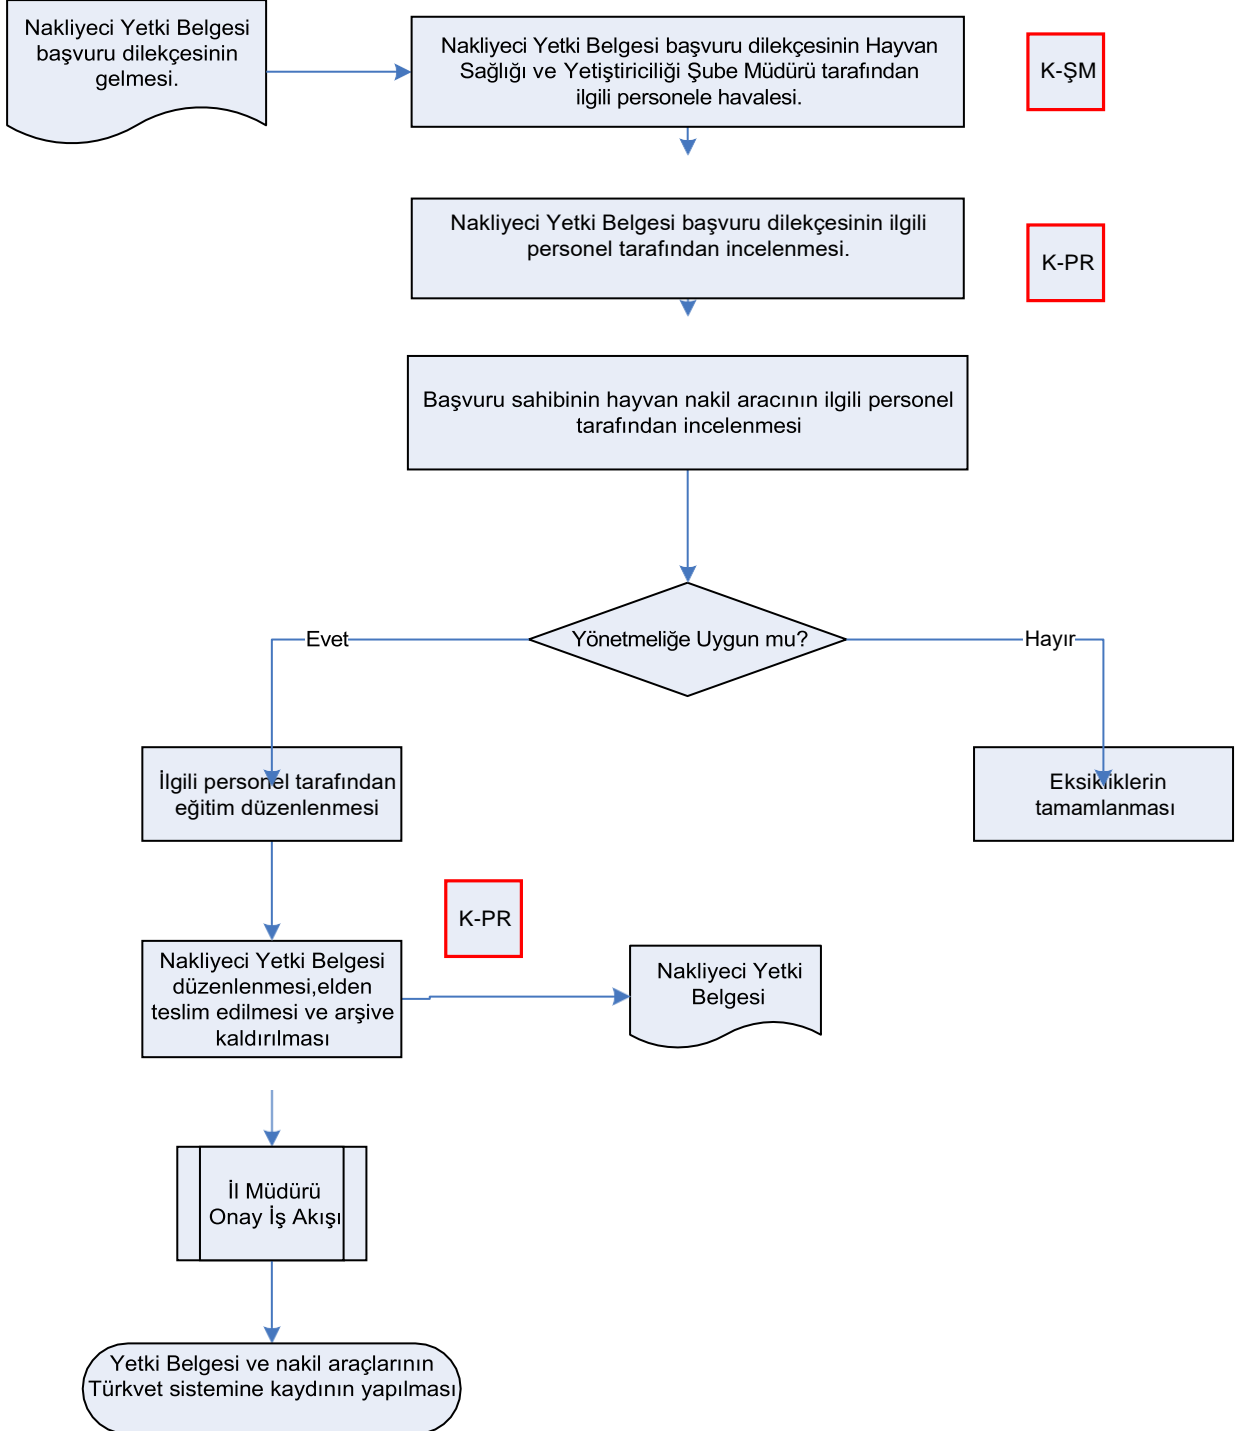 Nakliyeci Yetki Belgesi
başvuru dilekçesinin
gelmesi.
Nakliyeci Yetki Belgesi başvuru dilekçesinin Hayvan
Sağlığı ve Yetiştiriciliği Şube Müdürü tarafından
ilgili personele havalesi.
K-ŞM
Nakliyeci Yetki Belgesi başvuru dilekçesinin ilgili
personel tarafından incelenmesi.
K-PR
Başvuru sahibinin hayvan nakil aracının ilgili personel
tarafından incelenmesi
Yönetmeliğe Uygun mu?
Evet
Hayır
İlgili personel tarafından
eğitim düzenlenmesi
Eksikliklerin
tamamlanması
K-PR
Nakliyeci Yetki Belgesi
düzenlenmesi,elden
teslim edilmesi ve arşive
kaldırılması
Nakliyeci Yetki
Belgesi
İl Müdürü
Onay İş Akışı
Yetki Belgesi ve nakil araçlarının
Türkvet sistemine kaydının yapılması